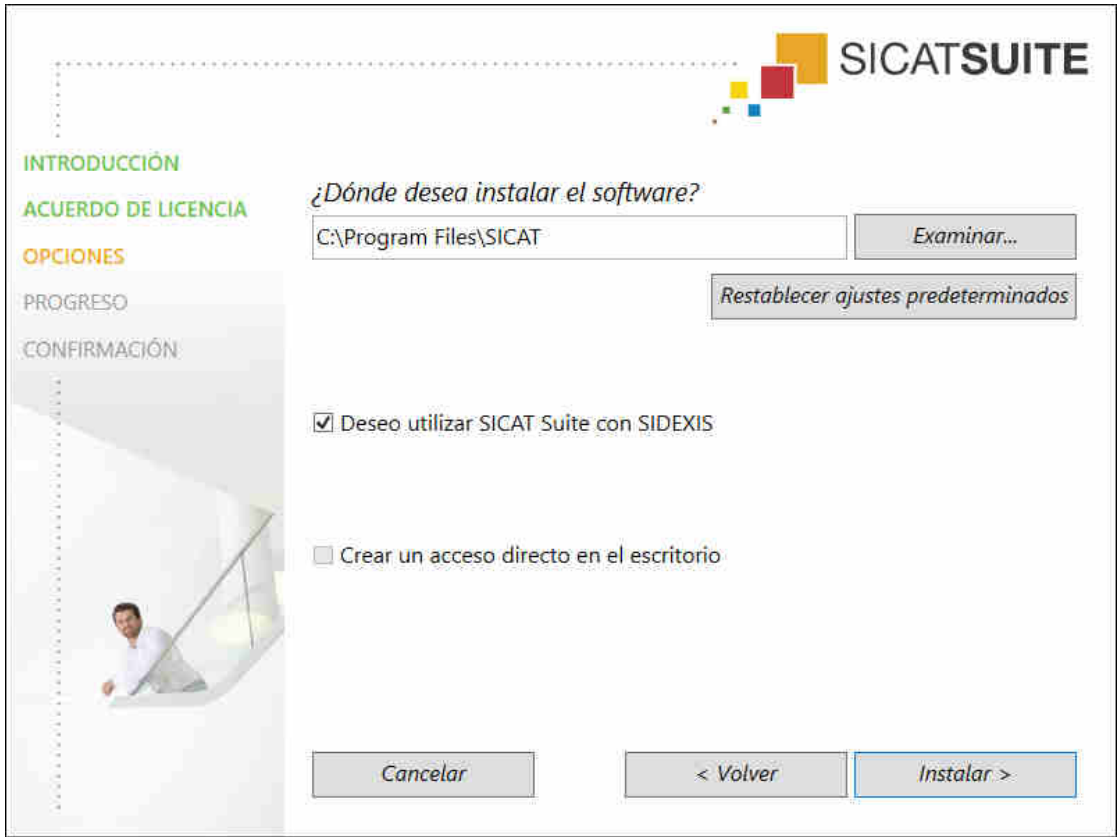 SICATSUITE
INTRODUCCIÓN
ACUERDO DE LICENCIA
OPCIONES
PROGRESO
CONFIRMACIÓN
¿Dónde desea instalar el software?
C:\Program Files\SICAT
Examinar...
Restablecer ajustes predeterminados
Deseo utilizar SICAT Suite con SIDEXIS
Crear un acceso directo en el escritorio
Cancelar
< Volver
Instalar >